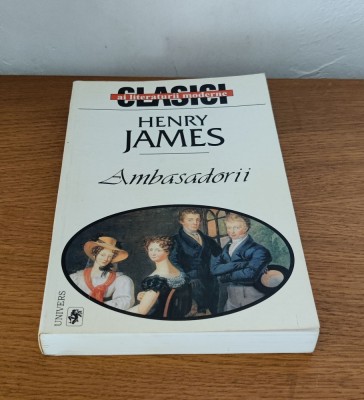 CLASICI
ai literaturii moderne
HENRY
JAMES
Ambasadorii
UNIVERS